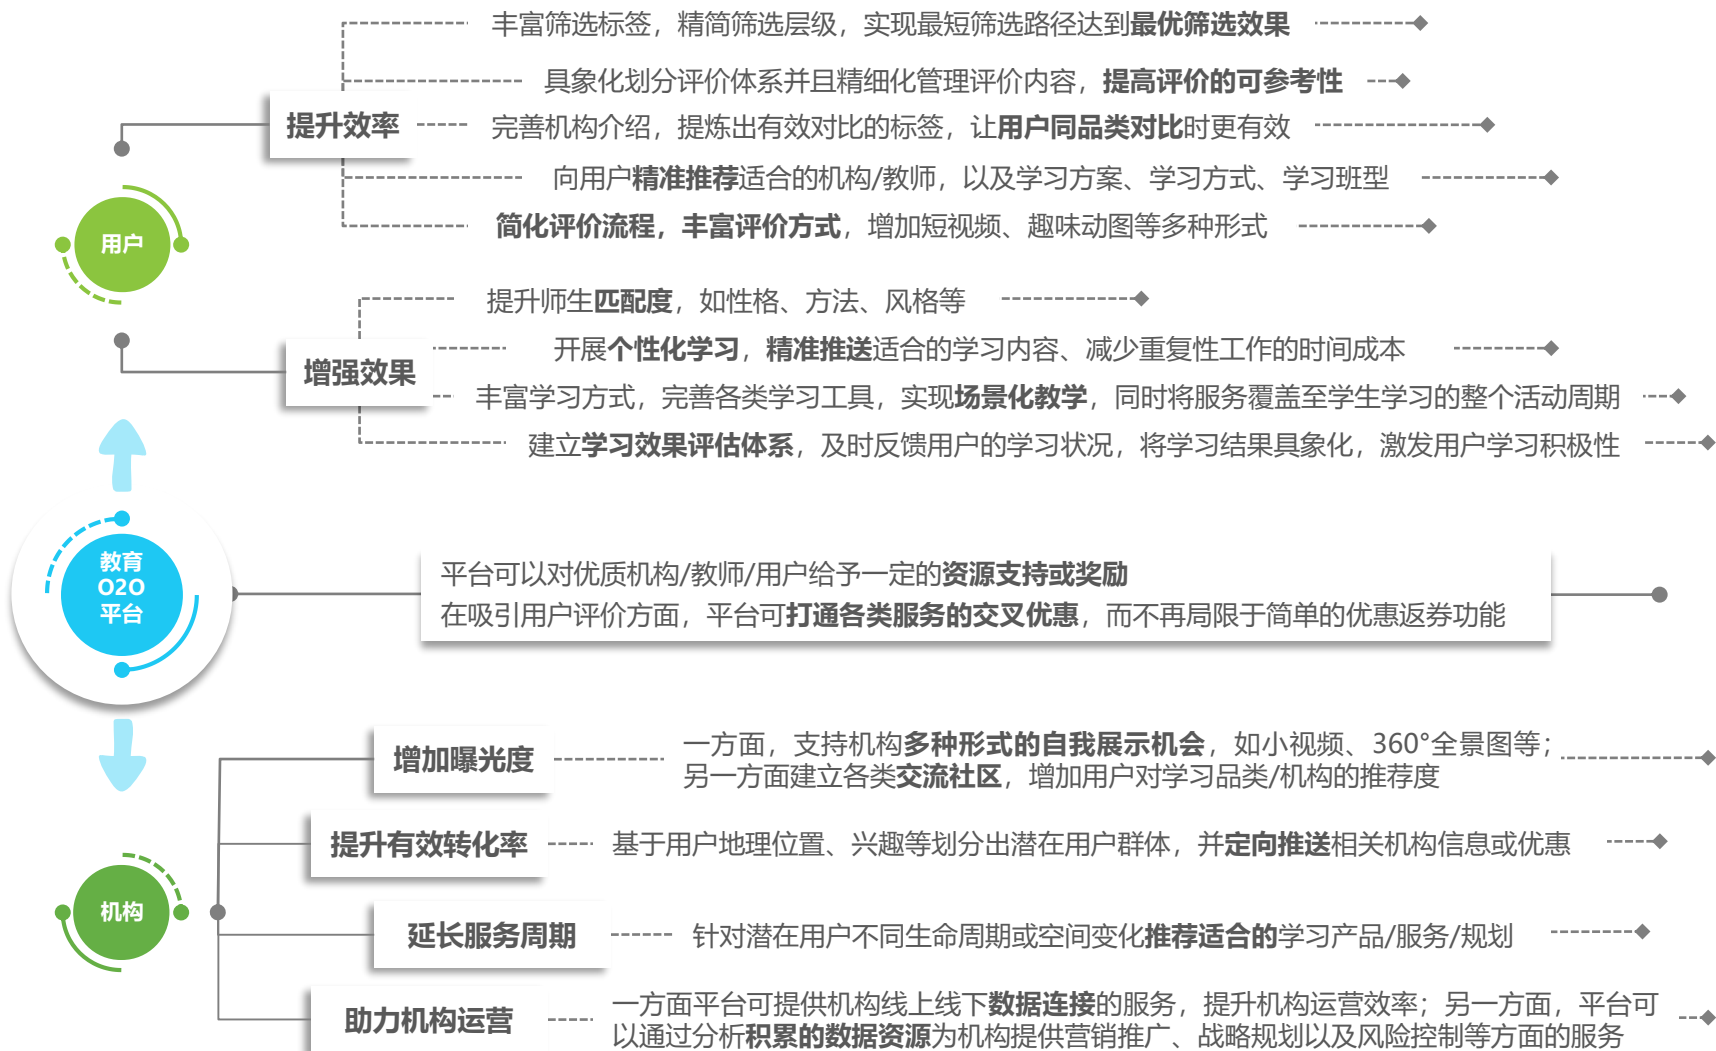 丰富筛选标签，精简筛选层级，实现最短筛选路径达到最优筛选效果
具象化划分评价体系并且精细化管理评价内容，提高评价的可参考性
提升效率
完善机构介绍，提炼出有效对比的标签，让用户同品类对比时更有效
向用户精准推荐适合的机构/教师，以及学习方案、学习方式、学习班型
简化评价流程，丰富评价方式，增加短视频、趣味动图等多种形式
用户
提升师生匹配度，如性格、方法、风格等
开展个性化学习，精准推送适合的学习内容、减少重复性工作的时间成本
增强效果
丰富学习方式，完善各类学习工具，实现场景化教学，同时将服务覆盖至学生学习的整个活动周期
建立学习效果评估体系，及时反馈用户的学习状况，将学习结果具象化，激发用户学习积极性
教育
O2O
平台
平台可以对优质机构/教师/用户给予一定的资源支持或奖励
在吸引用户评价方面，平台可打通各类服务的交叉优惠，而不再局限于简单的优惠返券功能
增加曝光度
一方面，支持机构多种形式的自我展示机会，如小视频、360°全景图等；
另一方面建立各类交流社区，增加用户对学习品类/机构的推荐度
提升有效转化率
基于用户地理位置、兴趣等划分出潜在用户群体，并定向推送相关机构信息或优惠
机构
延长服务周期
针对潜在用户不同生命周期或空间变化推荐适合的学习产品/服务/规划
助力机构运营
一方面平台可提供机构线上线下数据连接的服务，提升机构运营效率；另一方面，平台可
以通过分析积累的数据资源为机构提供营销推广、战略规划以及风险控制等方面的服务